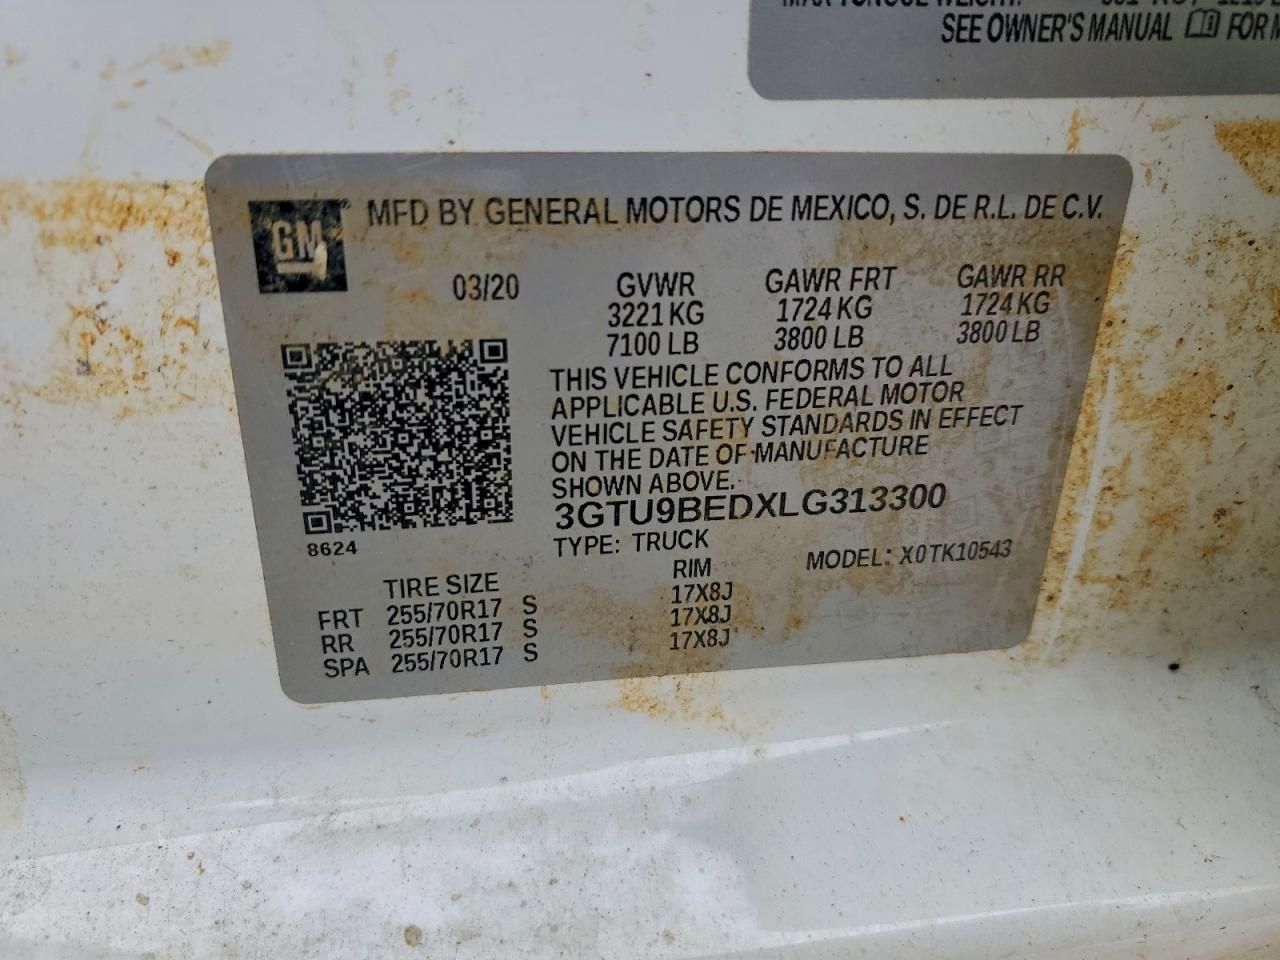 SEE OWNER'S MANUAL FOR
GM ®
MFD BY GENERAL MOTORS DE MEXICO, S. DE R.L. DE C.V.
03/20 GVWR GAWR FRT GAWR RR
3221 KG 1724 KG 1724 KG
7100 LB 3800 LB 3800 LB
THIS VEHICLE CONFORMS TO ALL
APPLICABLE U.S. FEDERAL MOTOR
VEHICLE SAFETY STANDARDS IN EFFECT
ON THE DATE OF MANUFACTURE
SHOWN ABOVE.
3GTU9BEDXLG313300
8624
TYPE: TRUCK MODEL: X0TK10543
TIRE SIZE RIM
FRT 255/70R17 S 17X8J
RR 255/70R17 S 17X8J
SPA 255/70R17 S 17X8J